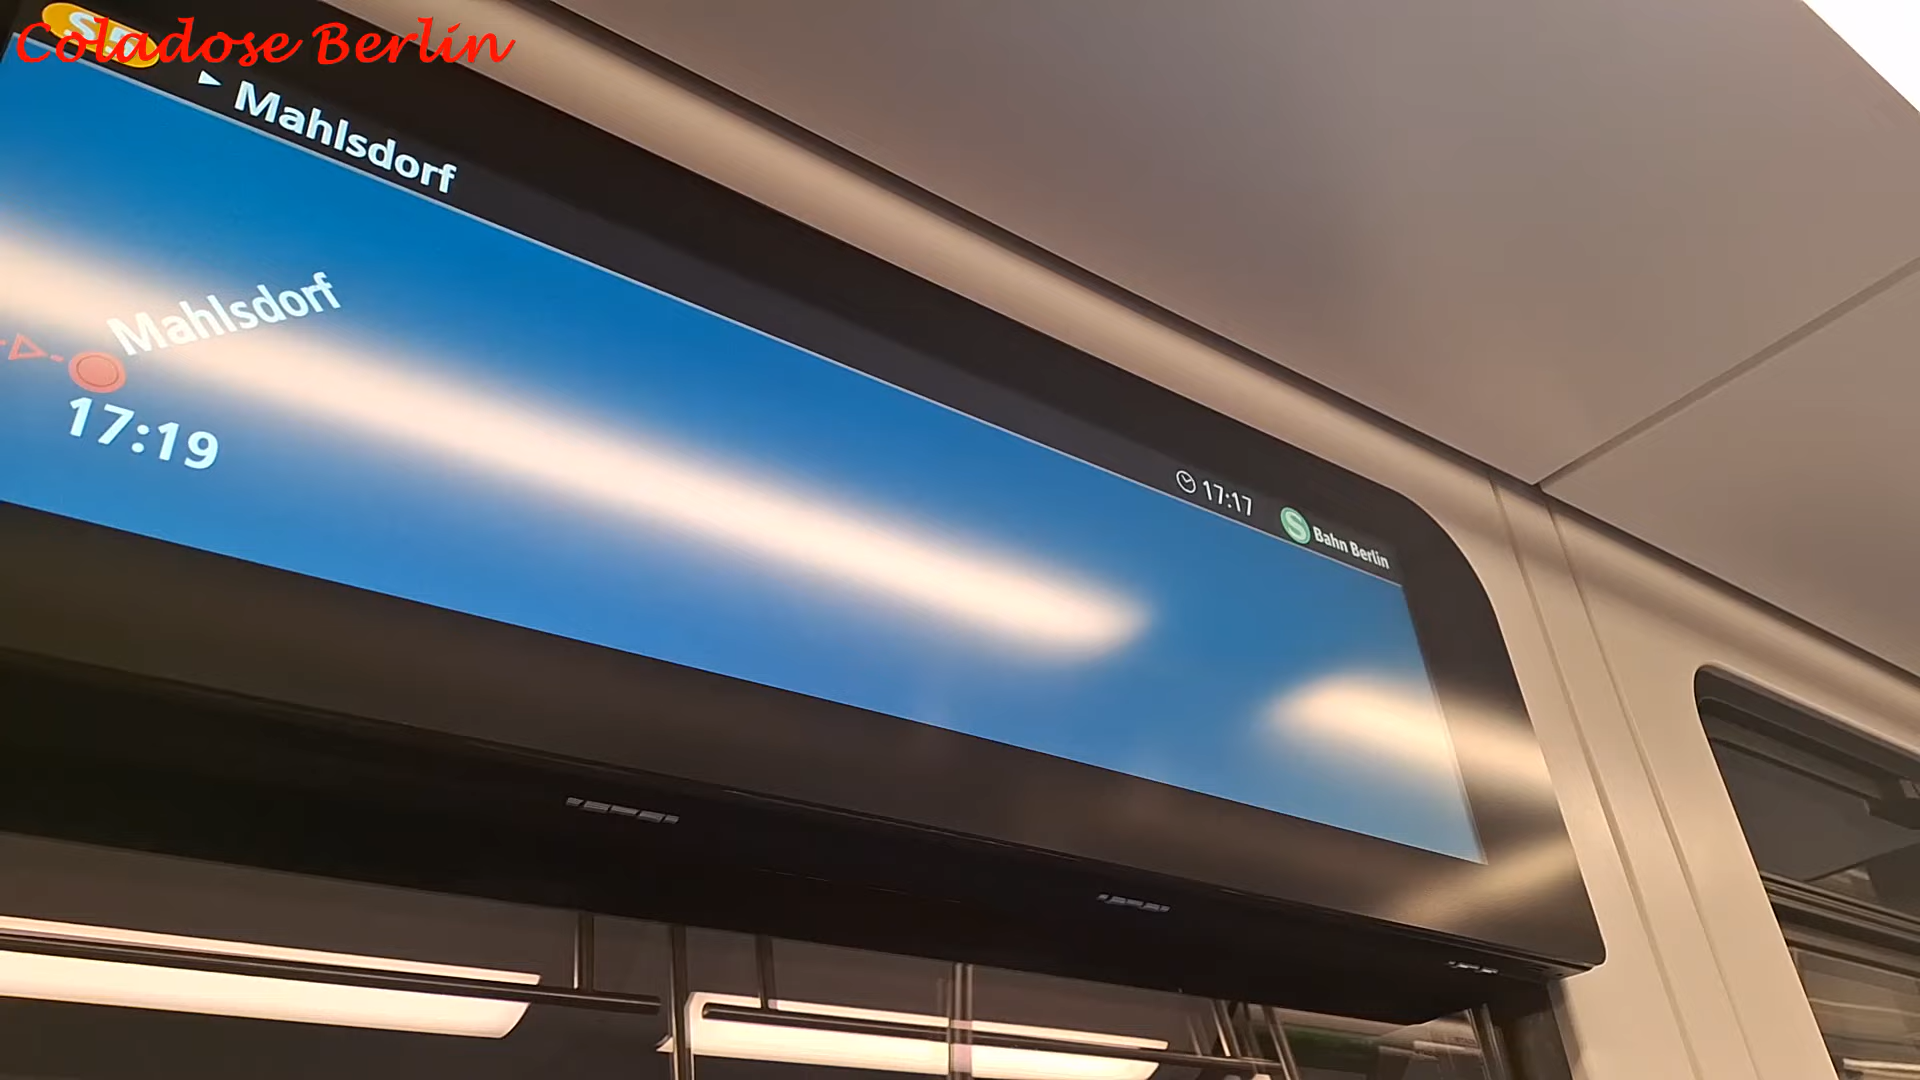 Coladose Berlin
Mahlsdorf
Mahlsdorf
17:19
17:17
S Bahn Berlin